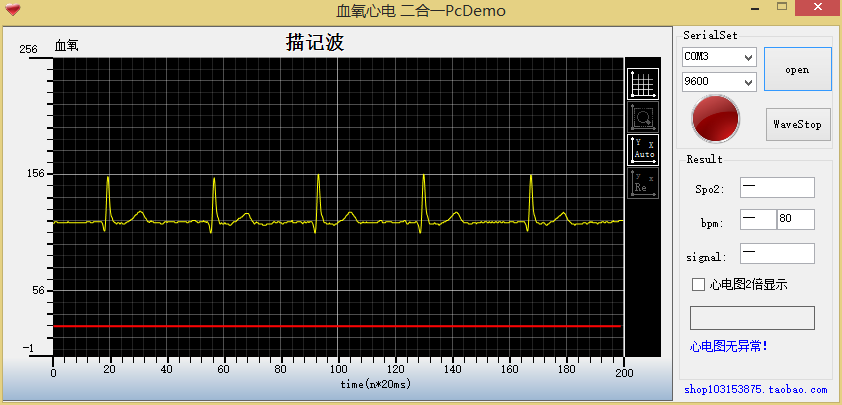 血氧心电 二合一PcDemo
血氧
描记波
256
156
56
-1
0 20 40 60 80 100 120 140 160 180 200
time(n*20ms)
Y X
Auto
Y X
Re
SerialSet
COM3
open
9600
WaveStop
Result
Spo2: —
bpm: — 80
signal: —
心电图2倍显示
心电图无异常!
shop103153875.taobao.com